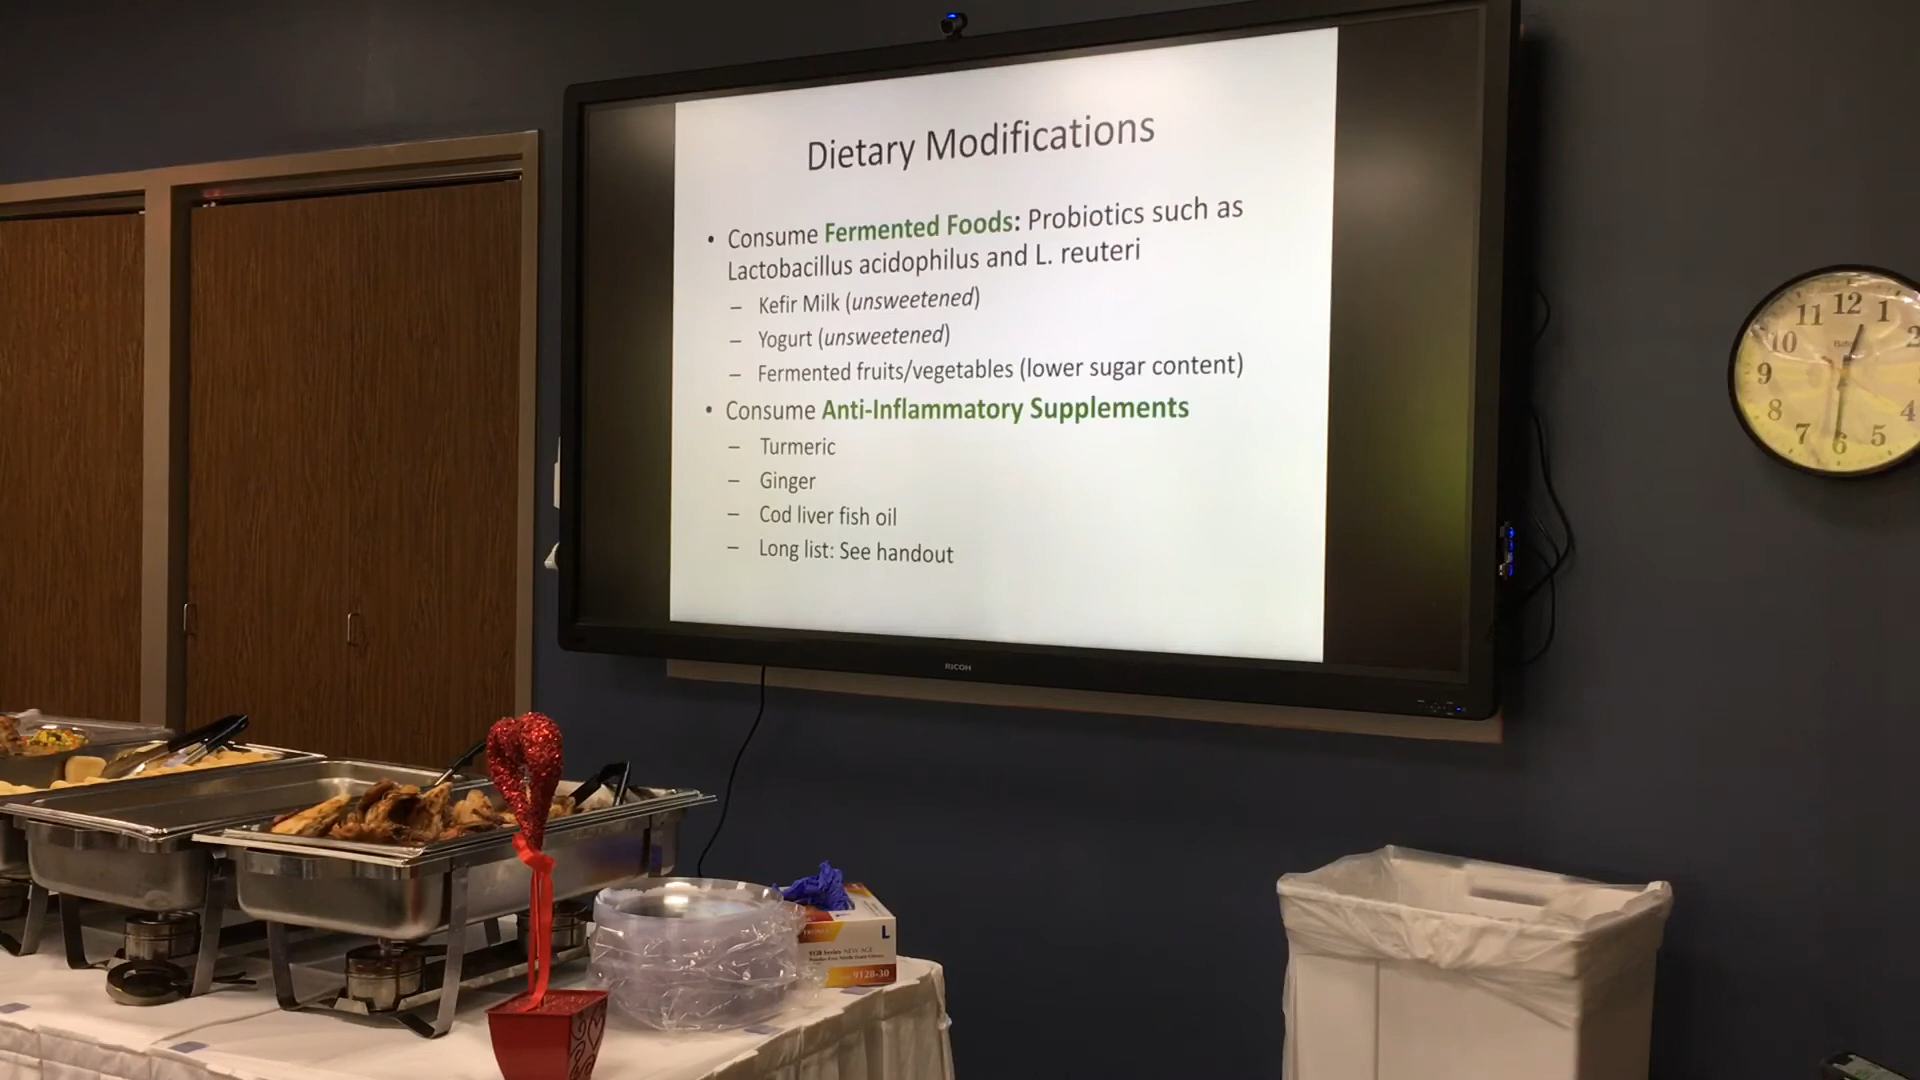 Dietary Modifications
• Consume Fermented Foods: Probiotics such as
Lactobacillus acidophilus and L. reuteri
– Kefir Milk (unsweetened)
– Yogurt (unsweetened)
– Fermented fruits/vegetables (lower sugar content)
• Consume Anti-Inflammatory Supplements
– Turmeric
– Ginger
– Cod liver fish oil
– Long list: See handout
RICOH
12
11 1
10 2
9
8 4
7 5
6
L
912B-30